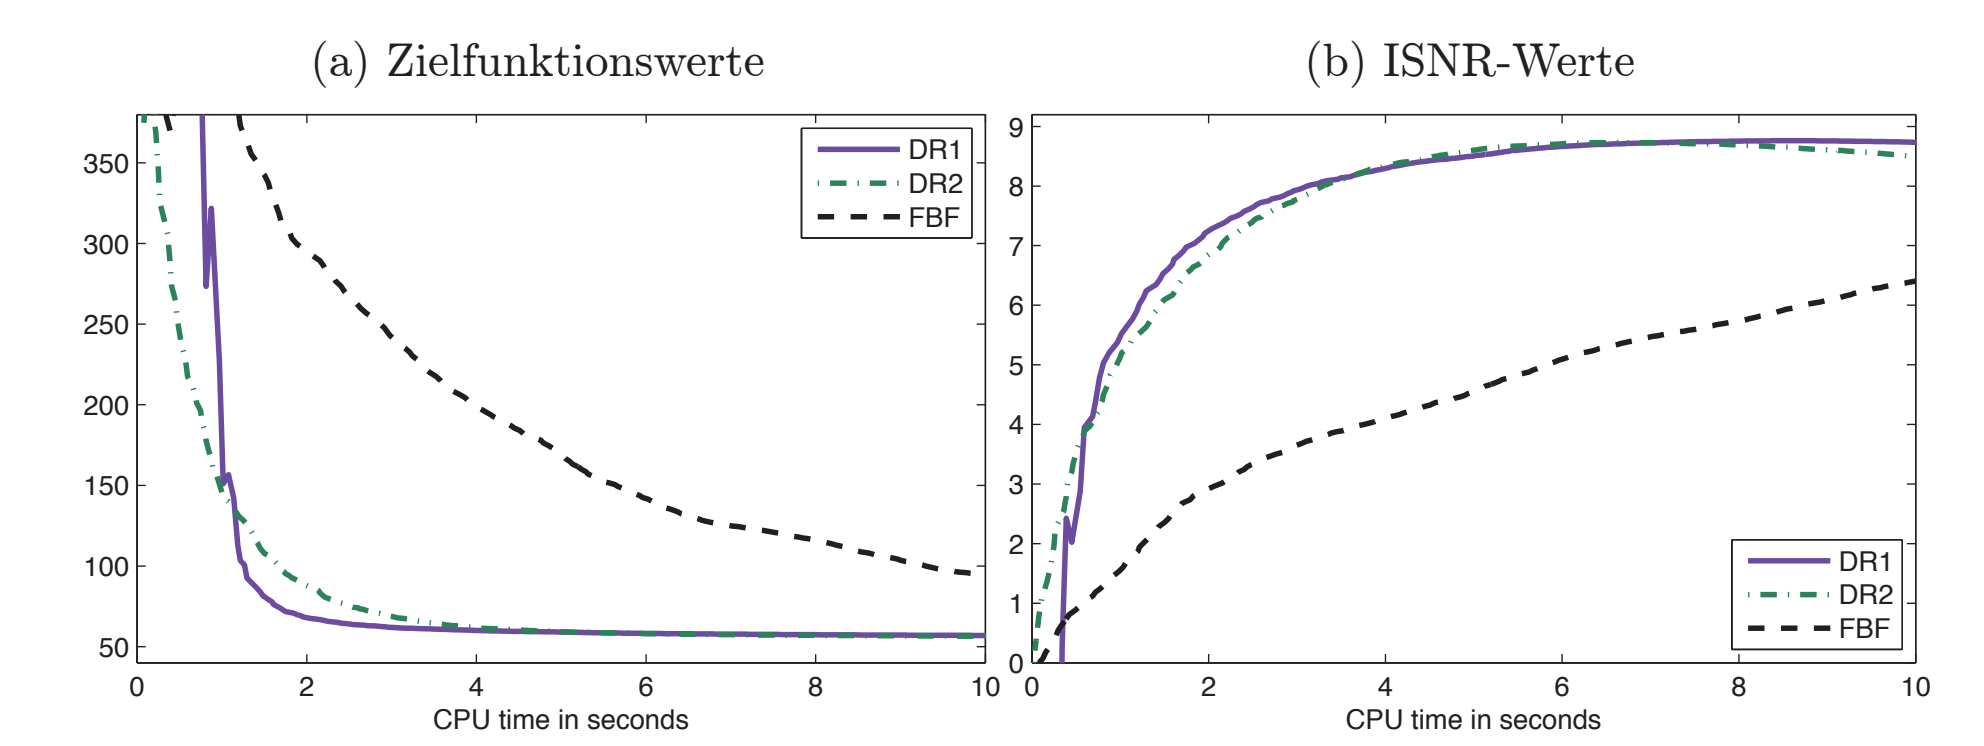 (a) Zielfunktionswerte
350
300
250
200
150
100
50
0 2 4 6 8 10
CPU time in seconds
DR1
DR2
FBF
(b) ISNR-Werte
9
8
7
6
5
4
3
2
1
0
0 2 4 6 8 10
CPU time in seconds
DR1
DR2
FBF